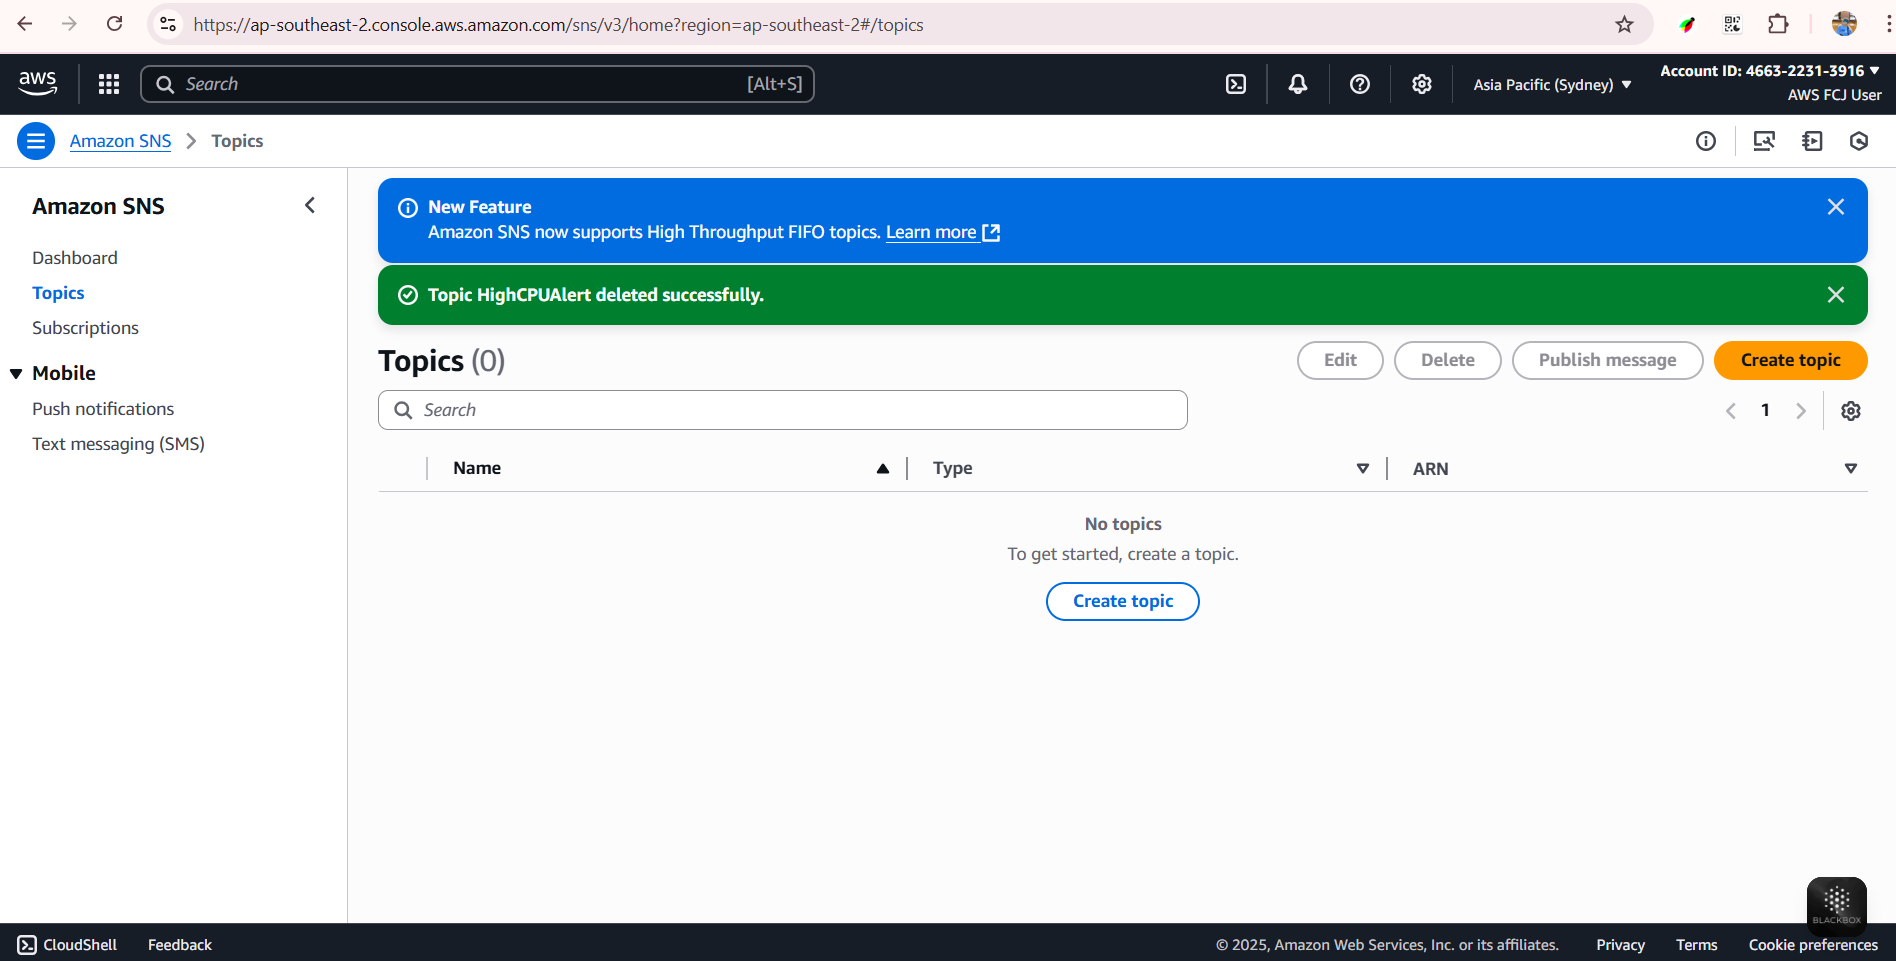 https://ap-southeast-2.console.aws.amazon.com/sns/v3/home?region=ap-southeast-2#/topics
aws
Search [Alt+S]
Asia Pacific (Sydney)
Account ID: 4663-2231-3916
AWS FCJ User
Amazon SNS Topics
Amazon SNS
Dashboard
Topics
Subscriptions
Mobile
Push notifications
Text messaging (SMS)
New Feature
Amazon SNS now supports High Throughput FIFO topics. Learn more
Topic HighCPUAlert deleted successfully.
Topics (0)
Edit
Delete
Publish message
Create topic
Search
1
Name Type ARN
No topics
To get started, create a topic.
Create topic
BLACKBOX
CloudShell Feedback © 2025, Amazon Web Services, Inc. or its affiliates. Privacy Terms Cookie preferences